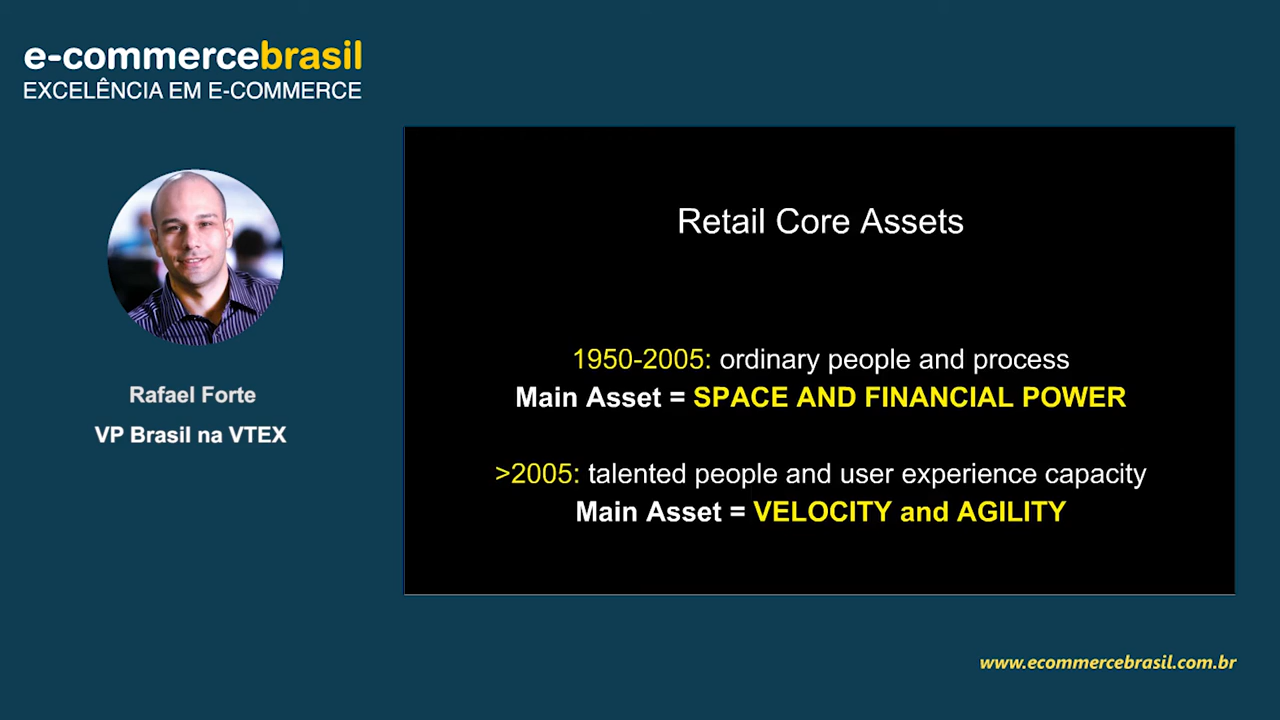 e-commercebrasil
EXCELÊNCIA EM E-COMMERCE
Rafael Forte
VP Brasil na VTEX
Retail Core Assets
1950-2005: ordinary people and process
Main Asset = SPACE AND FINANCIAL POWER
>2005: talented people and user experience capacity
Main Asset = VELOCITY and AGILITY
www.ecommercebrasil.com.br